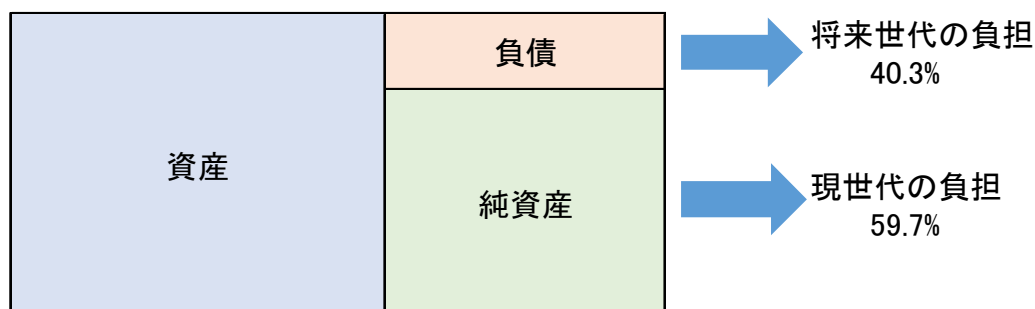 資産
負債
純資産
将来世代の負担
40.3%
現世代の負担
59.7%